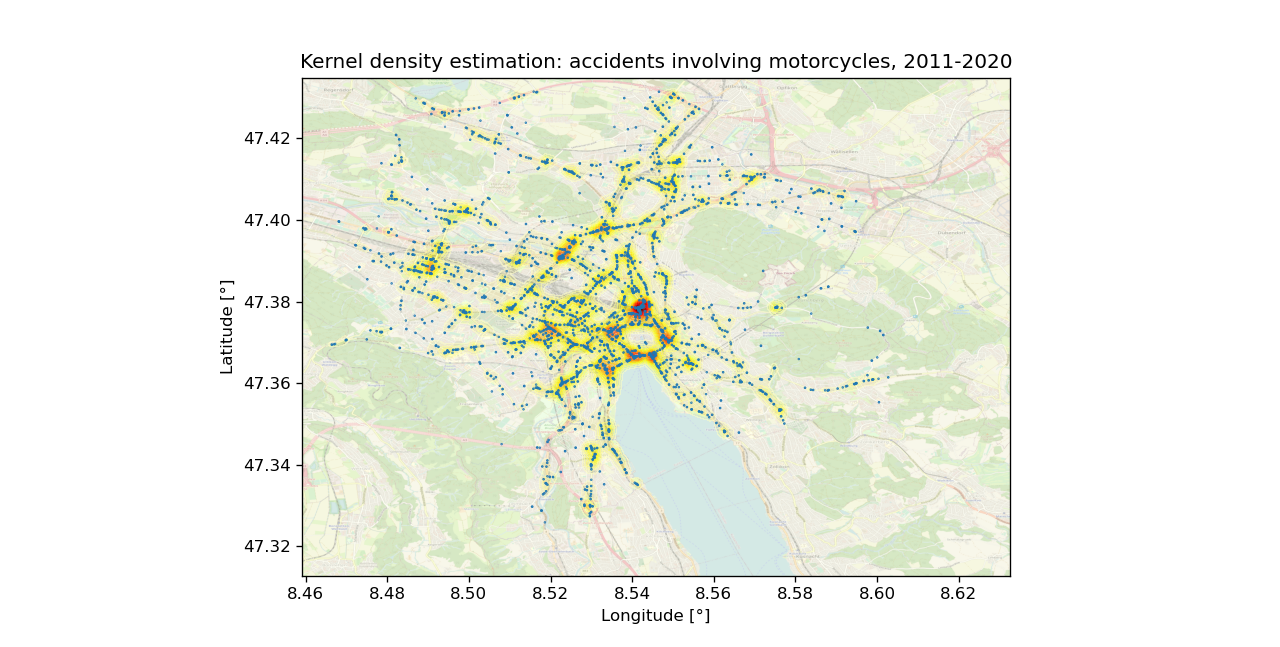 Kernel density estimation: accidents involving motorcycles, 2011-2020
47.42
47.40
47.38
47.36
47.34
47.32
Latitude [°]
8.46 8.48 8.50 8.52 8.54 8.56 8.58 8.60 8.62
Longitude [°]